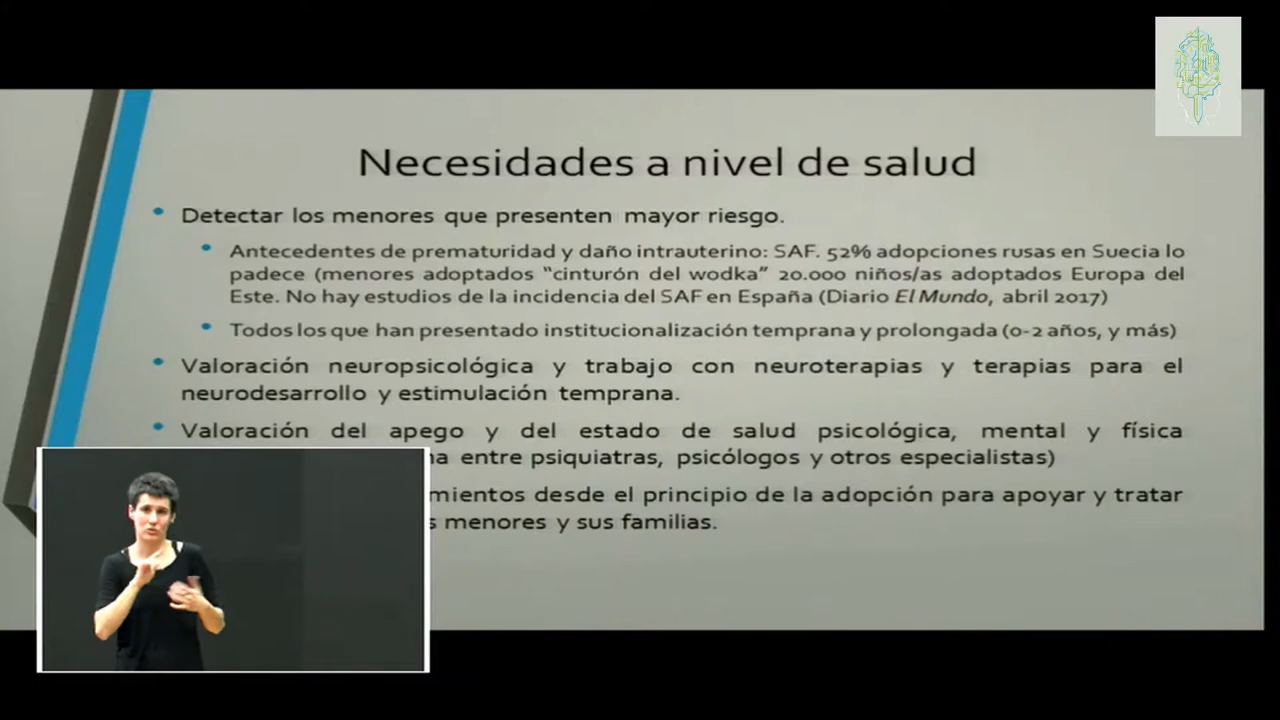 Necesidades a nivel de salud
Detectar los menores que presenten mayor riesgo.
Antecedentes de prematuridad y daño intrauterino: SAF. 52% adopciones rusas en Suecia lo
padece (menores adoptados "cinturón del wodka" 20.000 niños/as adoptados Europa del
Este. No hay estudios de la incidencia del SAF en España (Diario El Mundo, abril 2017)
Todos los que han presentado institucionalización temprana y prolongada (0-2 años, y más)
Valoración neuropsicológica y trabajo con neuroterapias y terapias para el
neurodesarrollo y estimulación temprana.
Valoración del apego y del estado de salud psicológica, mental y física
entre psiquiatras, psicólogos y otros especialistas)
desde el principio de la adopción para apoyar y tratar
menores y sus familias.